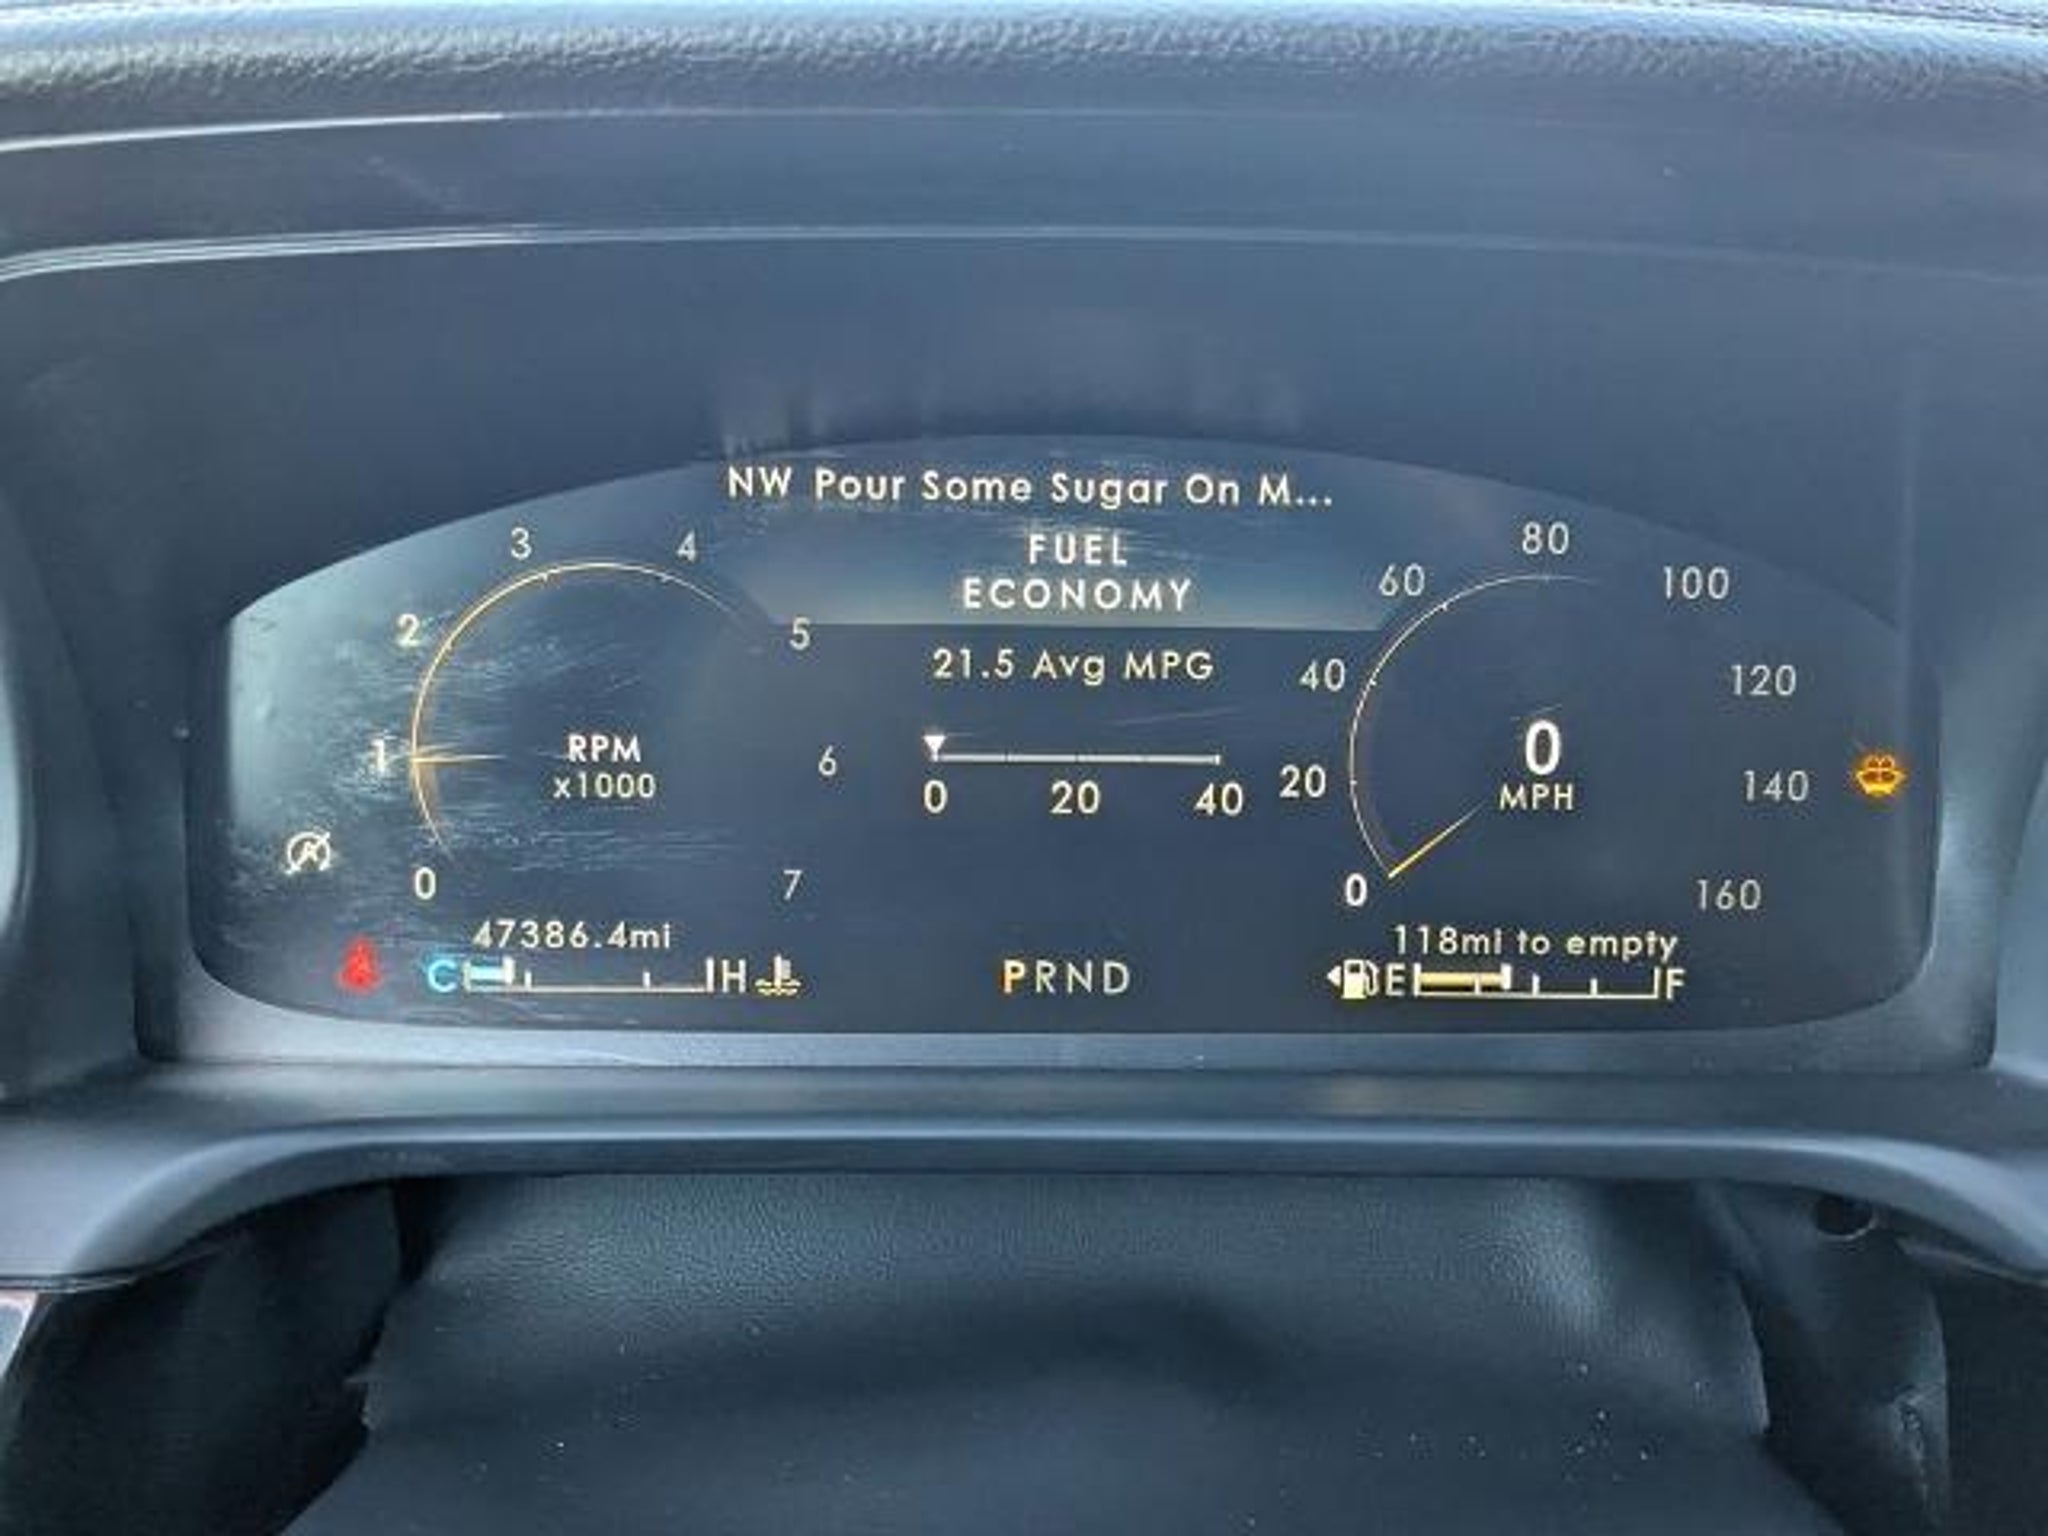 NW Pour Some Sugar On M...
FUEL
ECONOMY
21.5 Avg MPG
0 20 40
0 1 2 3 4 5 6 7
RPM
x1000
0 20 40 60 80 100 120 140 160
0
MPH
47386.4mi
C H
PRND
118mi to empty
E F